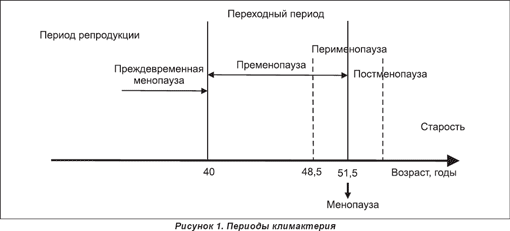 Переходный период
Период репродукции
Перименопауза
Преждевременная
менопауза
Пременопауза
Постменопауза
Старость
40
48,5
51,5
Возраст, годы
Менопауза
Рисунок 1. Периоды климактерия